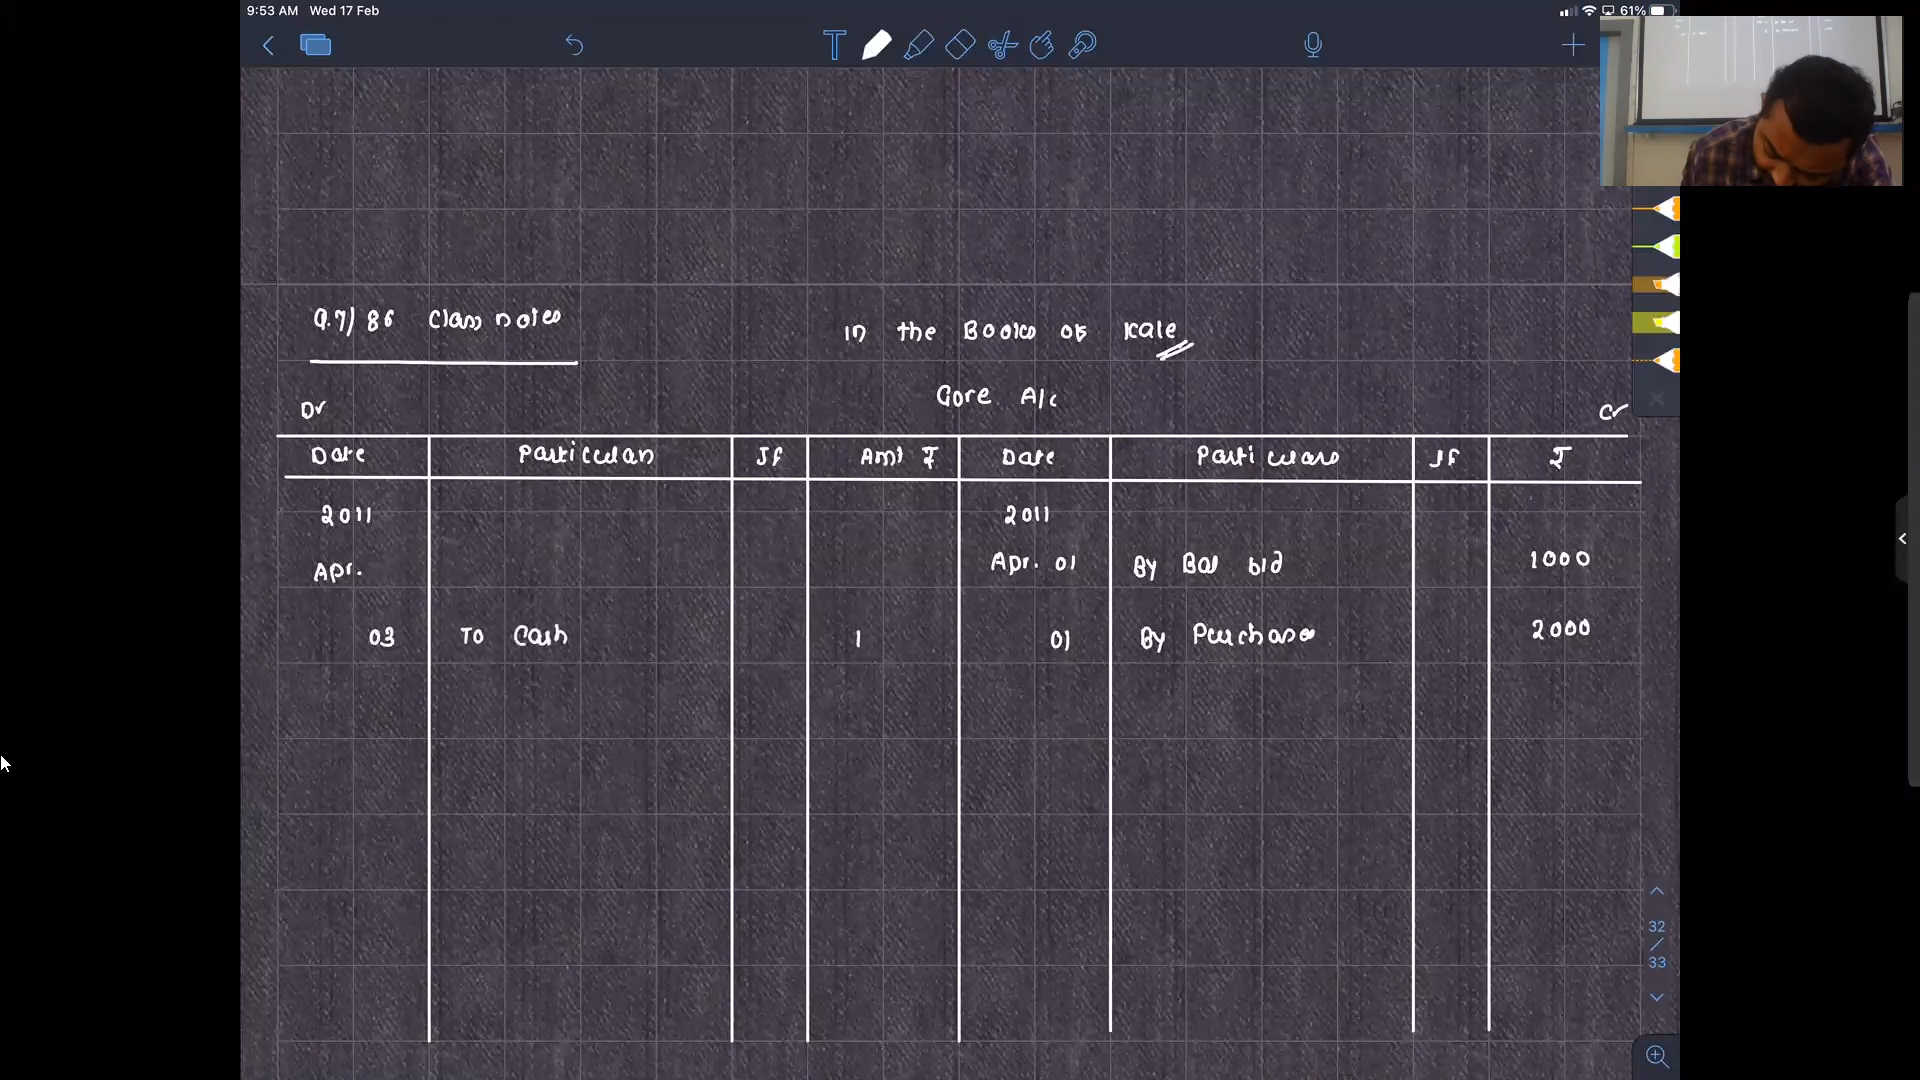 9:53 AM Wed 17 Feb
61%
Q.7/86 Class notes
In the Books of Kale
Gore A/c
Dr
Cr
Date Particulars Jf Amt ₹ Date Particulars Jf ₹
2011 2011
Apr. Apr. 01 By Bal b/d 1000
03 To Cash 1 01 By Purchase 2000
32
/
33